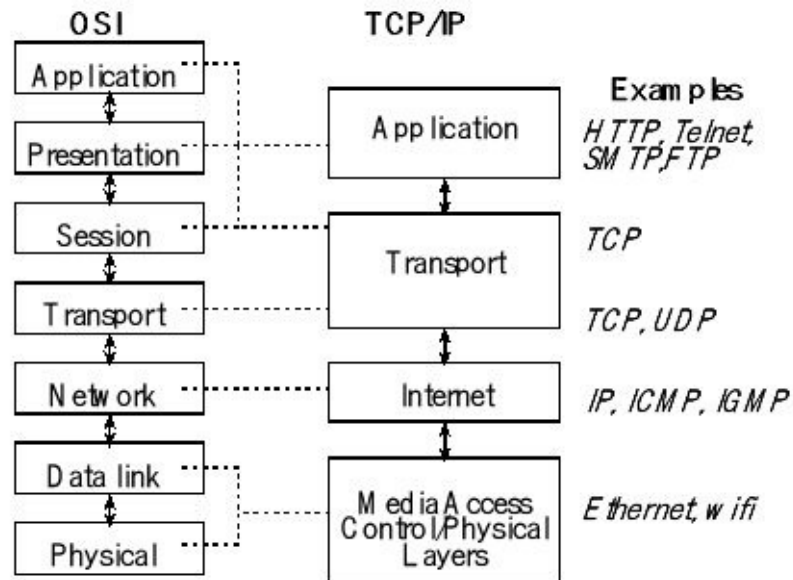 OSI
TCP/IP
Application
Presentation
Session
Transport
Network
Data link
Physical
Application
Transport
Internet
Media Access
Control/Physical
Layers
Examples
HTTP, Telnet,
SMTP,FTP
TCP
TCP, UDP
IP, ICMP, IGMP
Ethernet, wifi